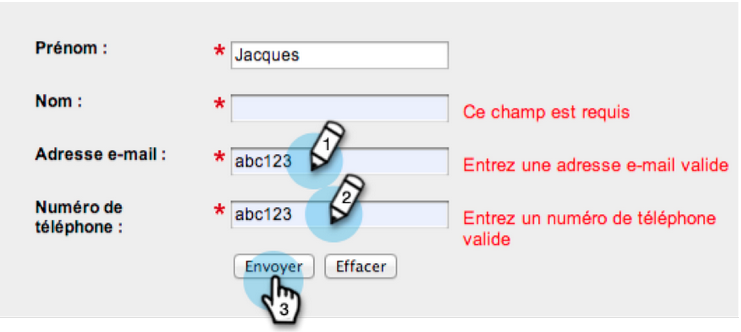 Prénom : * Jacques
Nom : * Ce champ est requis
Adresse e-mail : * abc123 1 Entrez une adresse e-mail valide
Numéro de * abc123 2 Entrez un numéro de téléphone
téléphone : valide
Envoyer Effacer
3